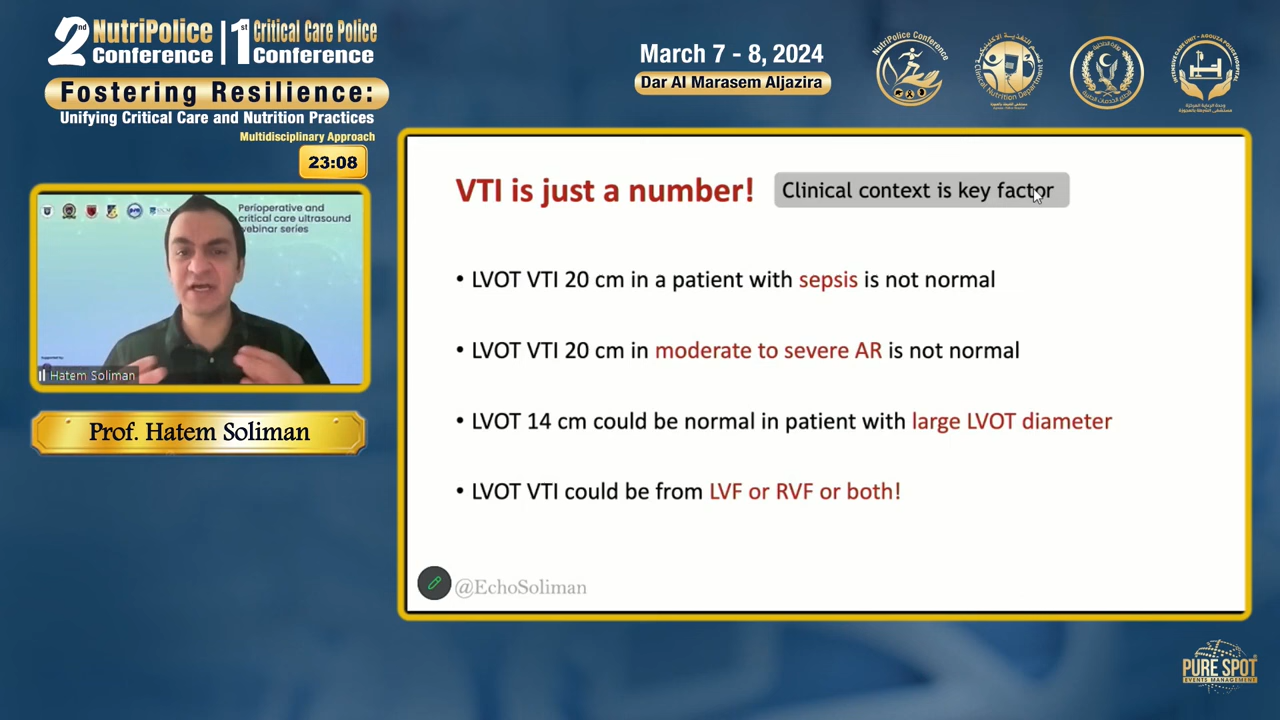 2nd NutriPolice Conference | 1st Critical Care Police Conference
Fostering Resilience:
Unifying Critical Care and Nutrition Practices
Multidisciplinary Approach
23:08
March 7 - 8, 2024
Dar Al Marasem Aljazira
NutriPolice Conference
Perioperative and
critical care ultrasound
webinar series
Hatem Soliman
Prof. Hatem Soliman
VTI is just a number!
Clinical context is key factor
• LVOT VTI 20 cm in a patient with sepsis is not normal
• LVOT VTI 20 cm in moderate to severe AR is not normal
• LVOT 14 cm could be normal in patient with large LVOT diameter
• LVOT VTI could be from LVF or RVF or both!
@EchoSoliman
PURE SPOT
EVENTS MANAGEMENT